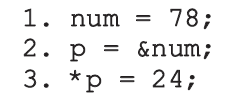 1. num = 78;
2. p = &num;
3. *p = 24;